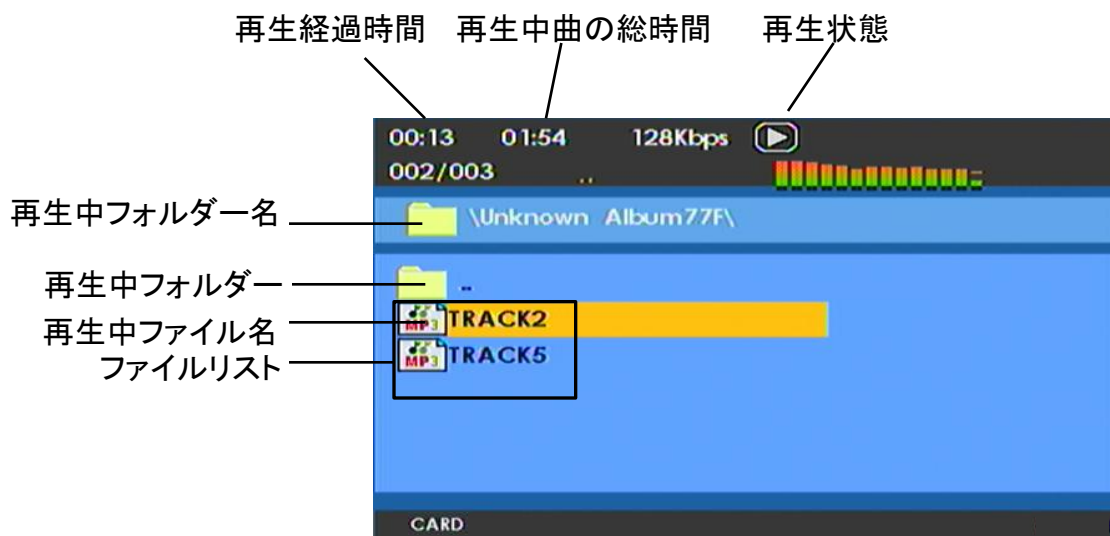 再生経過時間 再生中曲の総時間 再生状態
00:13 01:54 128Kbps
002/003 ..
再生中フォルダー名
\Unknown Album77F\
再生中フォルダー
..
再生中ファイル名
MP3 TRACK2
ファイルリスト
MP3 TRACK5
CARD